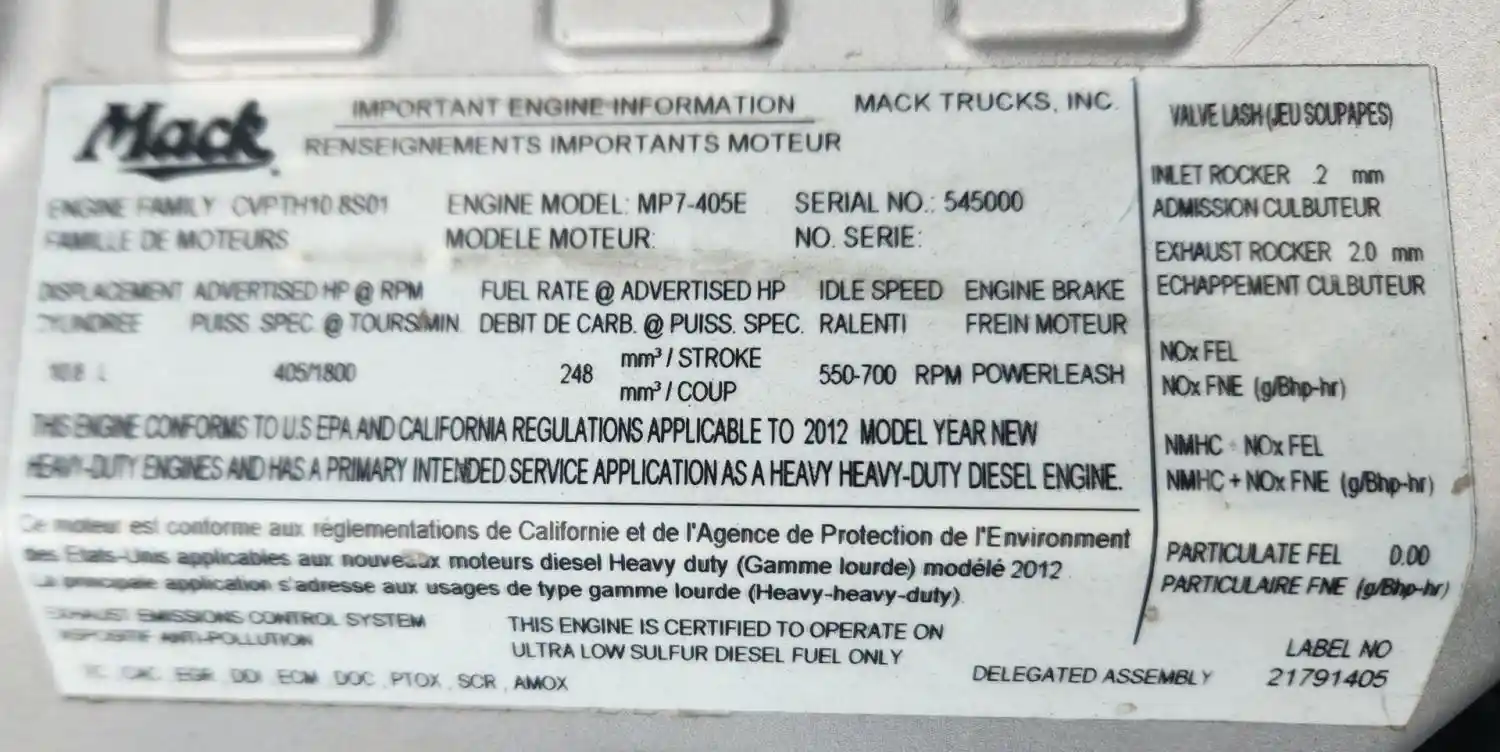 Mack
IMPORTANT ENGINE INFORMATION MACK TRUCKS, INC.
RENSEIGNEMENTS IMPORTANTS MOTEUR
ENGINE FAMILY CVPTH10.8S01 ENGINE MODEL: MP7-405E SERIAL NO.: 545000
FAMILLE DE MOTEURS MODELE MOTEUR: NO. SERIE:
DISPLACEMENT ADVERTISED HP @ RPM FUEL RATE @ ADVERTISED HP IDLE SPEED ENGINE BRAKE
CYLINDREE PUISS. SPEC. @ TOURS/MIN. DEBIT DE CARB. @ PUISS. SPEC. RALENTI FREIN MOTEUR
10.8 L 405/1800 248 mm³ / STROKE 550-700 RPM POWERLEASH
mm³ / COUP
THIS ENGINE CONFORMS TO U.S EPA AND CALIFORNIA REGULATIONS APPLICABLE TO 2012 MODEL YEAR NEW
HEAVY-DUTY ENGINES AND HAS A PRIMARY INTENDED SERVICE APPLICATION AS A HEAVY HEAVY-DUTY DIESEL ENGINE.
Ce moteur est conforme aux réglementations de Californie et de l'Agence de Protection de l'Environment
des Etats-Unis applicables aux nouveaux moteurs diesel Heavy duty (Gamme lourde) modélé 2012
La principale application s'adresse aux usages de type gamme lourde (Heavy-heavy-duty).
EXHAUST EMISSIONS CONTROL SYSTEM
DISPOSITIF ANTI-POLLUTION
TC , CAC , EGR , DDI , ECM , DOC , PTOX , SCR , AMOX
THIS ENGINE IS CERTIFIED TO OPERATE ON
ULTRA LOW SULFUR DIESEL FUEL ONLY
DELEGATED ASSEMBLY
VALVE LASH (JEU SOUPAPES)
INLET ROCKER .2 mm
ADMISSION CULBUTEUR
EXHAUST ROCKER 2.0 mm
ECHAPPEMENT CULBUTEUR
NOx FEL
NOx FNE (g/Bhp-hr)
NMHC + NOx FEL
NMHC + NOx FNE (g/Bhp-hr)
PARTICULATE FEL 0.00
PARTICULAIRE FNE (g/Bhp-hr)
LABEL NO
21791405